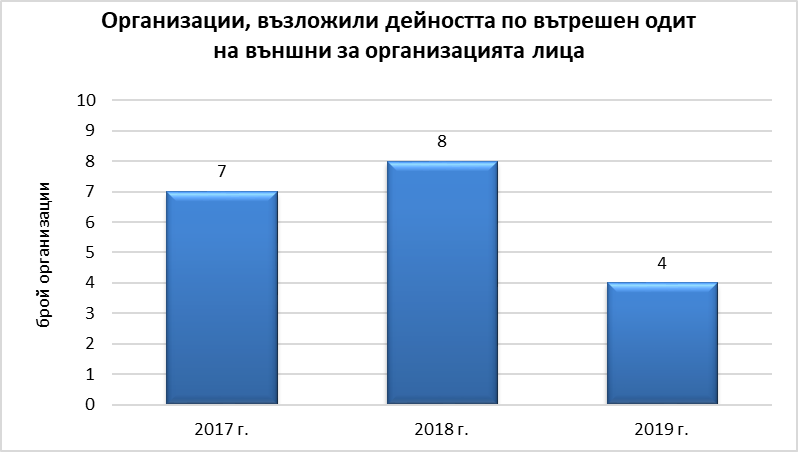 Организации, възложили дейността по вътрешен одит
на външни за организацията лица
брой организации
10
9
8
7
6
5
4
3
2
1
0
7
8
4
2017 г.
2018 г.
2019 г.